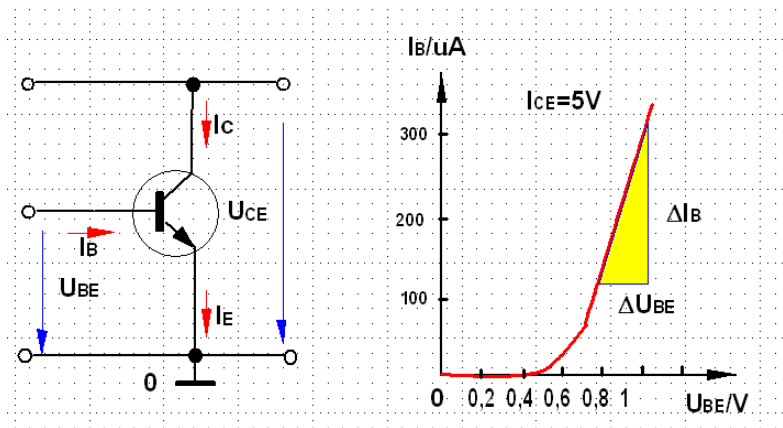 IC
UCE
IB
UBE
IE
0
IB/uA
ICE=5V
300
200
100
ΔIB
ΔUBE
0 0,2 0,4 0,6 0,8 1
UBE/V